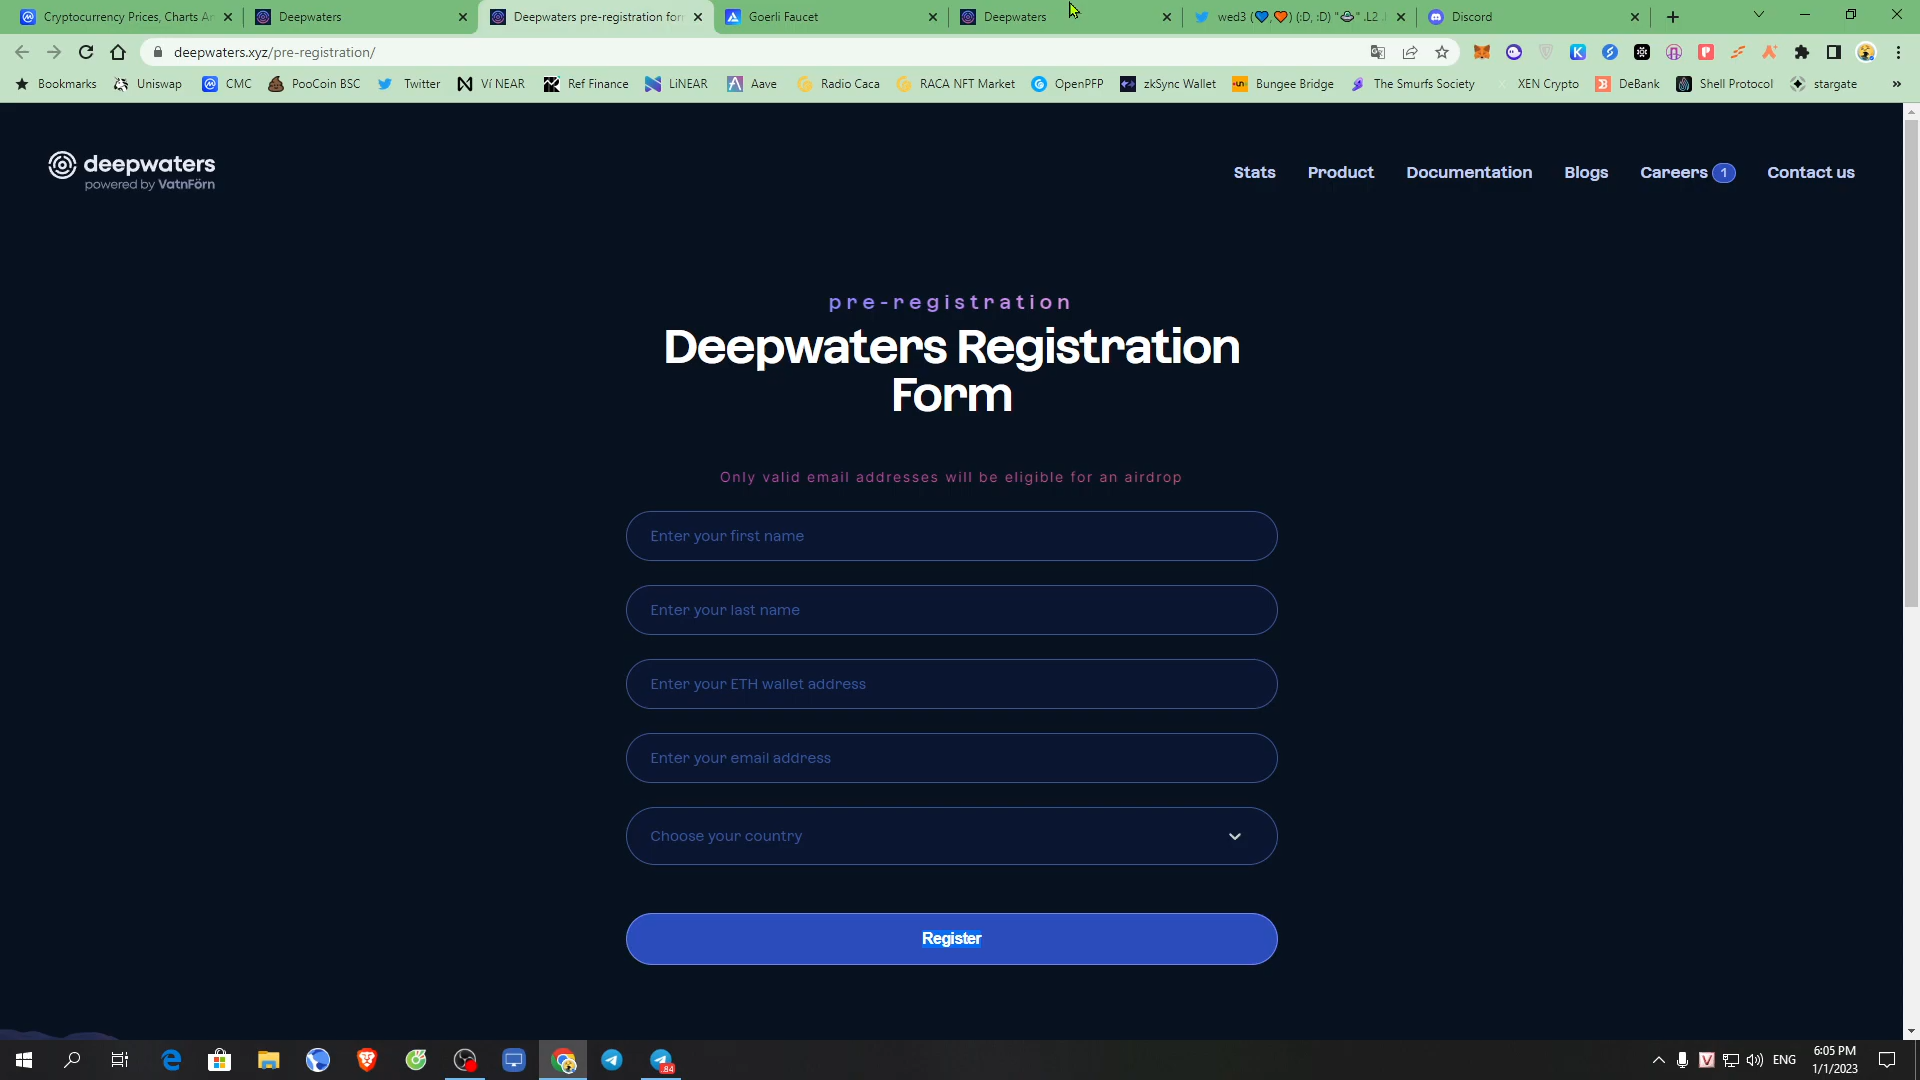 Cryptocurrency Prices, Charts A
Deepwaters
Deepwaters pre-registration for
Goerli Faucet
Deepwaters
wed3 (💙,🧡) (:D, :D) "🛸" .L2 .
Discord
deepwaters.xyz/pre-registration/
Bookmarks
Uniswap
CMC
PooCoin BSC
Twitter
Ví NEAR
Ref Finance
LiNEAR
Aave
Radio Caca
RACA NFT Market
OpenPFP
zkSync Wallet
Bungee Bridge
The Smurfs Society
XEN Crypto
DeBank
Shell Protocol
stargate
»
deepwaters
powered by VatnFörn
Stats
Product
Documentation
Blogs
Careers 1
Contact us
pre-registration
Deepwaters Registration
Form
Only valid email addresses will be eligible for an airdrop
Enter your first name
Enter your last name
Enter your ETH wallet address
Enter your email address
Choose your country
Register
.84
ENG
6:05 PM
1/1/2023